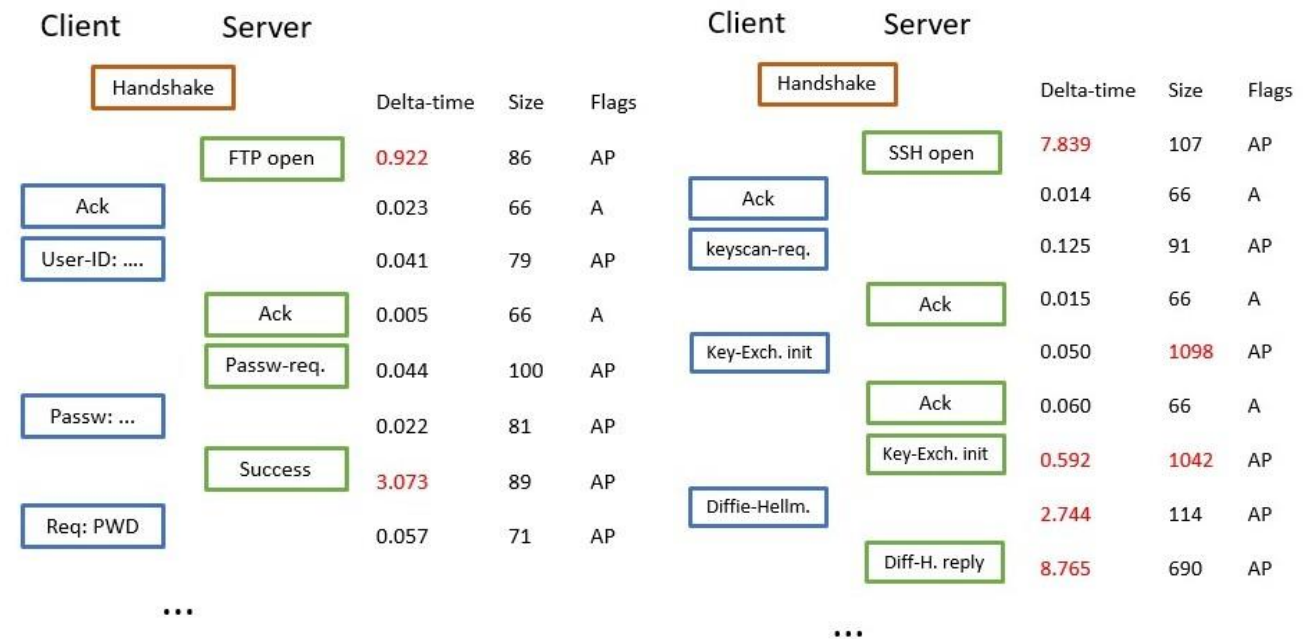 Client Server
Handshake
Delta-time Size Flags
FTP open 0.922 86 AP
Ack 0.023 66 A
User-ID: .... 0.041 79 AP
Ack 0.005 66 A
Passw-req. 0.044 100 AP
Passw: ... 0.022 81 AP
Success 3.073 89 AP
Req: PWD 0.057 71 AP
...
Client Server
Handshake
Delta-time Size Flags
SSH open 7.839 107 AP
Ack 0.014 66 A
keyscan-req. 0.125 91 AP
Ack 0.015 66 A
Key-Exch. init 0.050 1098 AP
Ack 0.060 66 A
Key-Exch. init 0.592 1042 AP
Diffie-Hellm. 2.744 114 AP
Diff-H. reply 8.765 690 AP
...